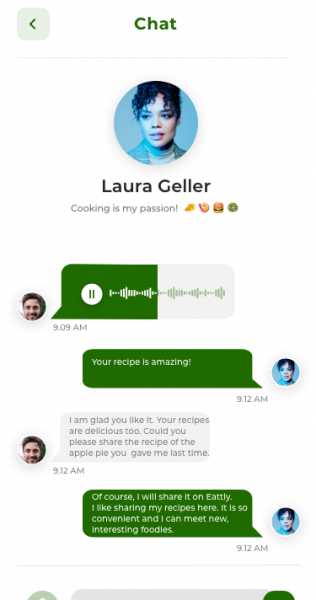 Chat
Laura Geller
Cooking is my passion! 🌮 🍤 🍔 🥗
9.09 AM
Your recipe is amazing!
9.12 AM
I am glad you like it. Your recipes
are delicious too. Could you
please share the recipe of the
apple pie you gave me last time.
9.12 AM
Of course, I will share it on Eattly.
I like sharing my recipes here. It is so
convenient and I can meet new,
interesting foodies.
9.12 AM